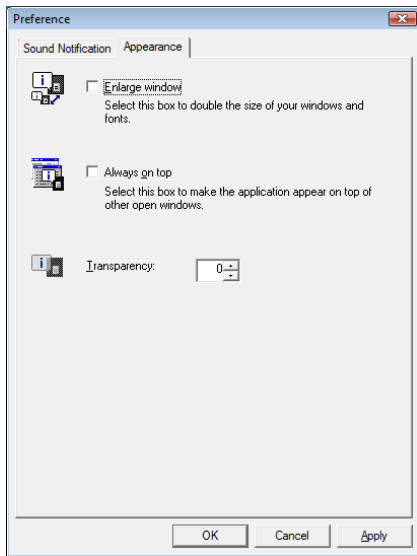 Preference
Sound Notification
Appearance
Enlarge window
Select this box to double the size of your windows and
fonts.
Always on top
Select this box to make the application appear on top of
other open windows.
Transparency:
0
OK
Cancel
Apply